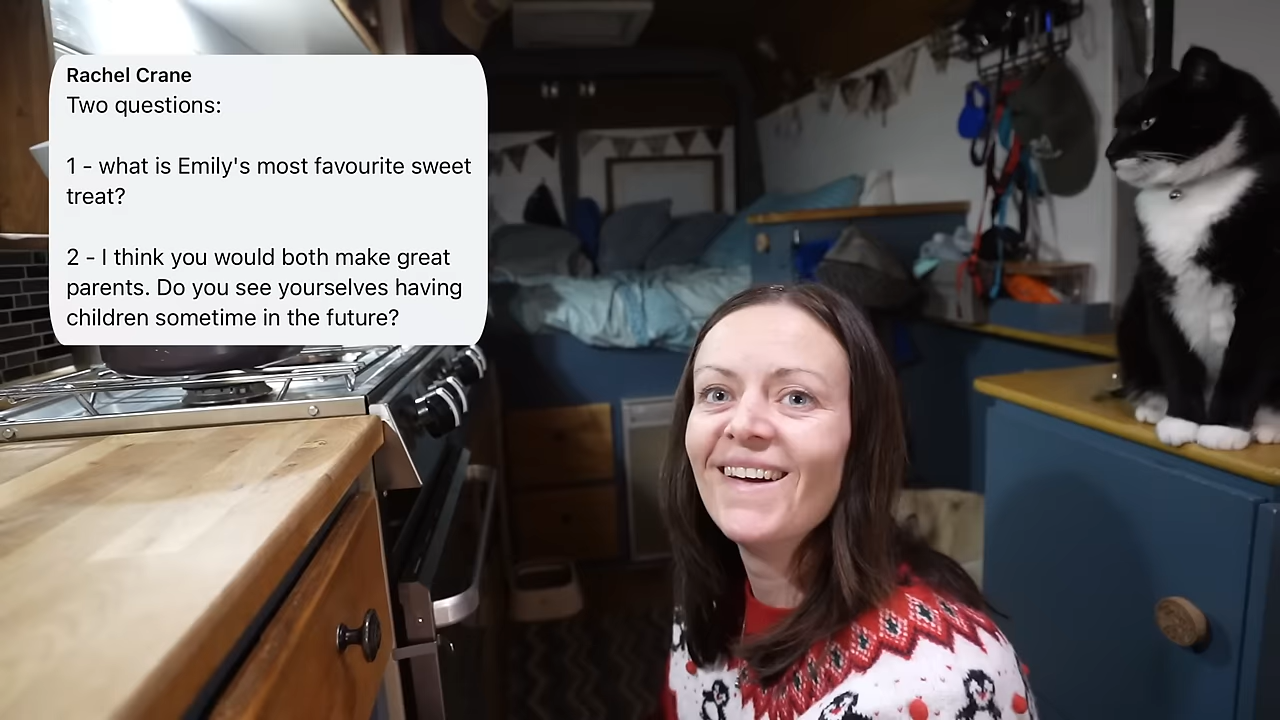 Rachel Crane
Two questions:
1 - what is Emily's most favourite sweet
treat?
2 - I think you would both make great
parents. Do you see yourselves having
children sometime in the future?